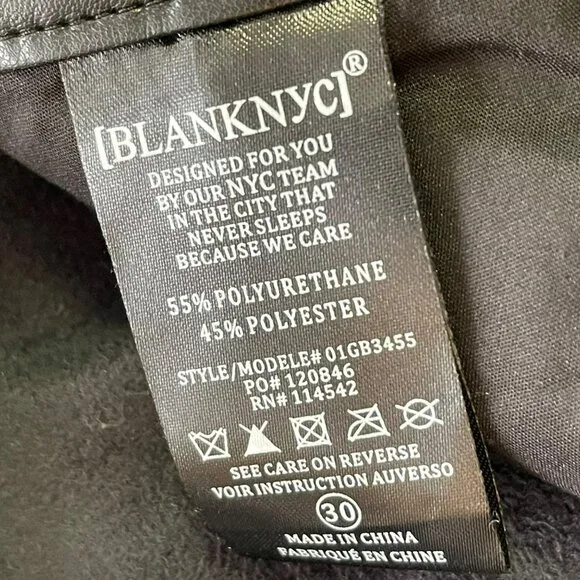 [BLANKNYC]®
DESIGNED FOR YOU
BY OUR NYC TEAM
IN THE CITY THAT
NEVER SLEEPS
BECAUSE WE CARE
55% POLYURETHANE
45% POLYESTER
STYLE/MODELE# 01GB3455
PO# 120846
RN# 114542
SEE CARE ON REVERSE
VOIR INSTRUCTION AUVERSO
30
MADE IN CHINA
FABRIQUÉ EN CHINE